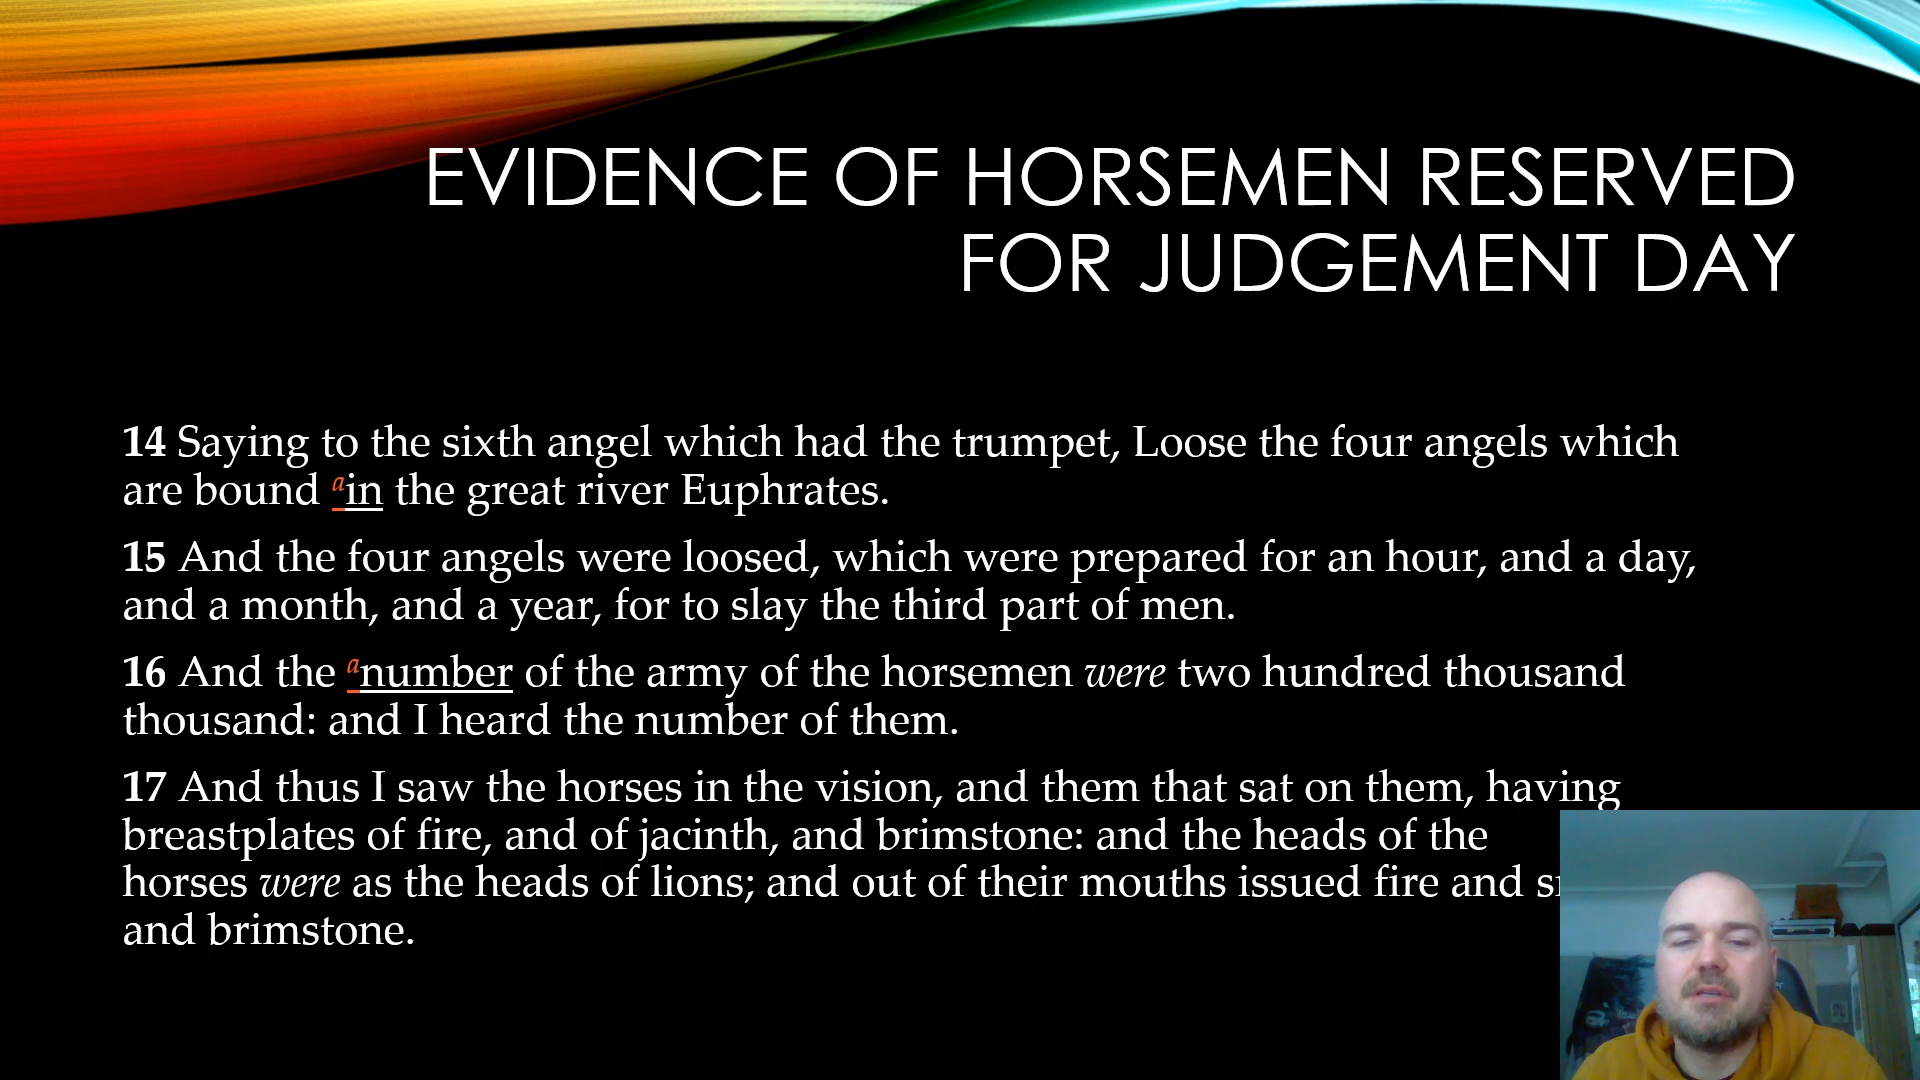 EVIDENCE OF HORSEMEN RESERVED
FOR JUDGEMENT DAY
14 Saying to the sixth angel which had the trumpet, Loose the four angels which
are bound ain the great river Euphrates.
15 And the four angels were loosed, which were prepared for an hour, and a day,
and a month, and a year, for to slay the third part of men.
16 And the anumber of the army of the horsemen were two hundred thousand
thousand: and I heard the number of them.
17 And thus I saw the horses in the vision, and them that sat on them, having
breastplates of fire, and of jacinth, and brimstone: and the heads of the
horses were as the heads of lions; and out of their mouths issued fire and
and brimstone.